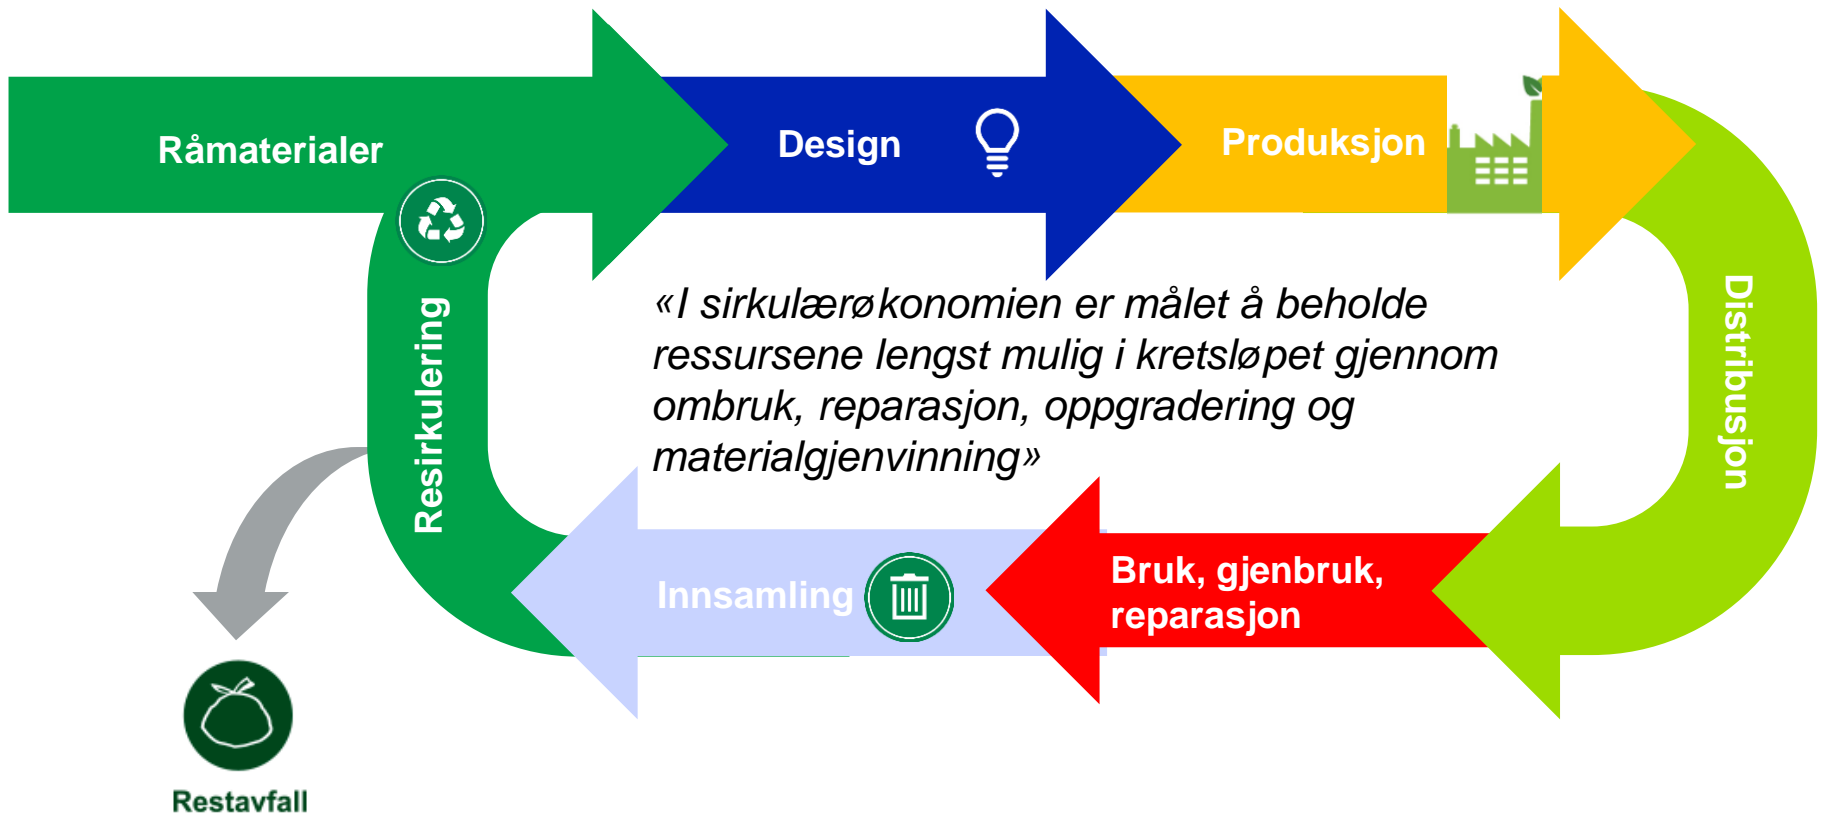 Råmaterialer
Design
Produksjon
Distribusjon
«I sirkulærøkonomien er målet å beholde
ressursene lengst mulig i kretsløpet gjennom
ombruk, reparasjon, oppgradering og
materialgjenvinning»
Bruk, gjenbruk,
reparasjon
Innsamling
Resirkulering
Restavfall